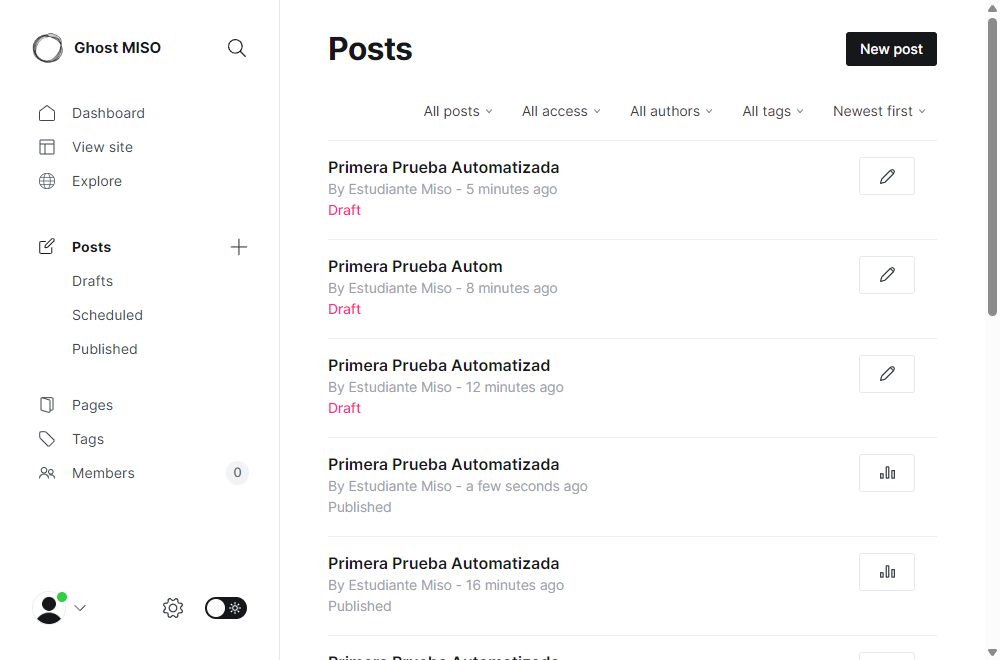 Ghost MISO
Dashboard
View site
Explore
Posts
Drafts
Scheduled
Published
Pages
Tags
Members 0
Posts
New post
All posts All access All authors All tags Newest first
Primera Prueba Automatizada
By Estudiante Miso - 5 minutes ago
Draft
Primera Prueba Autom
By Estudiante Miso - 8 minutes ago
Draft
Primera Prueba Automatizad
By Estudiante Miso - 12 minutes ago
Draft
Primera Prueba Automatizada
By Estudiante Miso - a few seconds ago
Published
Primera Prueba Automatizada
By Estudiante Miso - 16 minutes ago
Published
Primera Prueba Automatizada